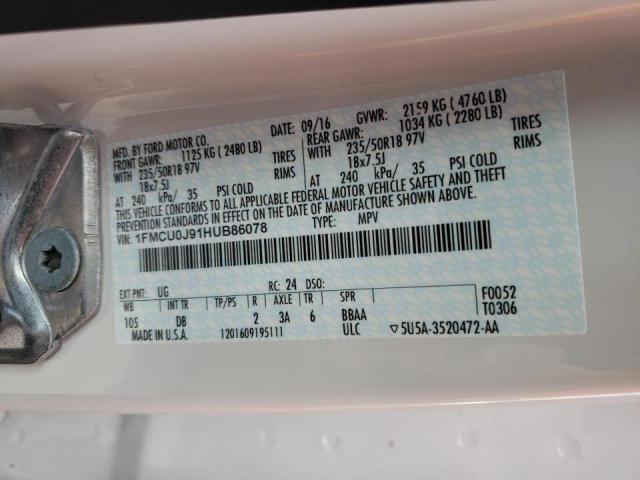 MFD. BY FORD MOTOR CO.
09/16 GVWR: 2159 KG ( 4760 LB)
FRONT GAWR: 1125 KG ( 2480 LB)
REAR GAWR: 1034 KG ( 2280 LB)
WITH 235/50R18 97V TIRES
WITH 235/50R18 97V TIRES
18x7.5J RIMS
18x7.5J RIMS
AT 240 kPa/ 35 PSI COLD
AT 240 kPa/ 35 PSI COLD
THIS VEHICLE CONFORMS TO ALL APPLICABLE FEDERAL MOTOR VEHICLE SAFETY AND THEFT
PREVENTION STANDARDS IN EFFECT ON THE DATE OF MANUFACTURE SHOWN ABOVE.
VIN: 1FMCU0J91HUB86078 TYPE: MPV
EXT PNT: UG RC: 24 DSO:
WB INT TR TP/PS R AXLE TR SPR F0052
105 DB 2 3A 6 BBAA T0306
MADE IN U.S.A. 1201609195111 ULC ▽5U5A-3520472-AA